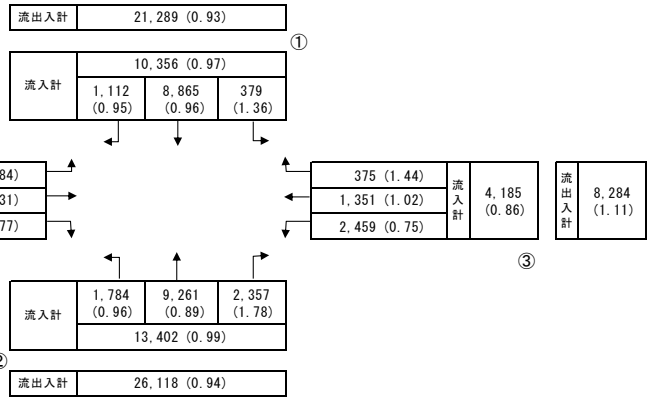 流出入計 21,289 (0.93)
①
流入計 10,356 (0.97)
1,112 8,865 379
(0.95) (0.96) (1.36)
84)
31)
77)
375 (1.44)
1,351 (1.02)
2,459 (0.75)
流入計 4,185
(0.86)
流出入計 8,284
(1.11)
③
流入計 1,784 9,261 2,357
(0.96) (0.89) (1.78)
13,402 (0.99)
②
流出入計 26,118 (0.94)